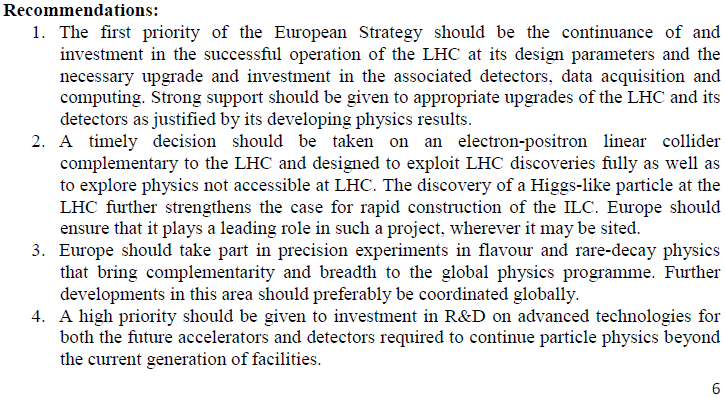 Recommendations:
1. The first priority of the European Strategy should be the continuance of and
investment in the successful operation of the LHC at its design parameters and the
necessary upgrade and investment in the associated detectors, data acquisition and
computing. Strong support should be given to appropriate upgrades of the LHC and its
detectors as justified by its developing physics results.
2. A timely decision should be taken on an electron-positron linear collider
complementary to the LHC and designed to exploit LHC discoveries fully as well as
to explore physics not accessible at LHC. The discovery of a Higgs-like particle at the
LHC further strengthens the case for rapid construction of the ILC. Europe should
ensure that it plays a leading role in such a project, wherever it may be sited.
3. Europe should take part in precision experiments in flavour and rare-decay physics
that bring complementarity and breadth to the global physics programme. Further
developments in this area should preferably be coordinated globally.
4. A high priority should be given to investment in R&D on advanced technologies for
both the future accelerators and detectors required to continue particle physics beyond
the current generation of facilities.
6